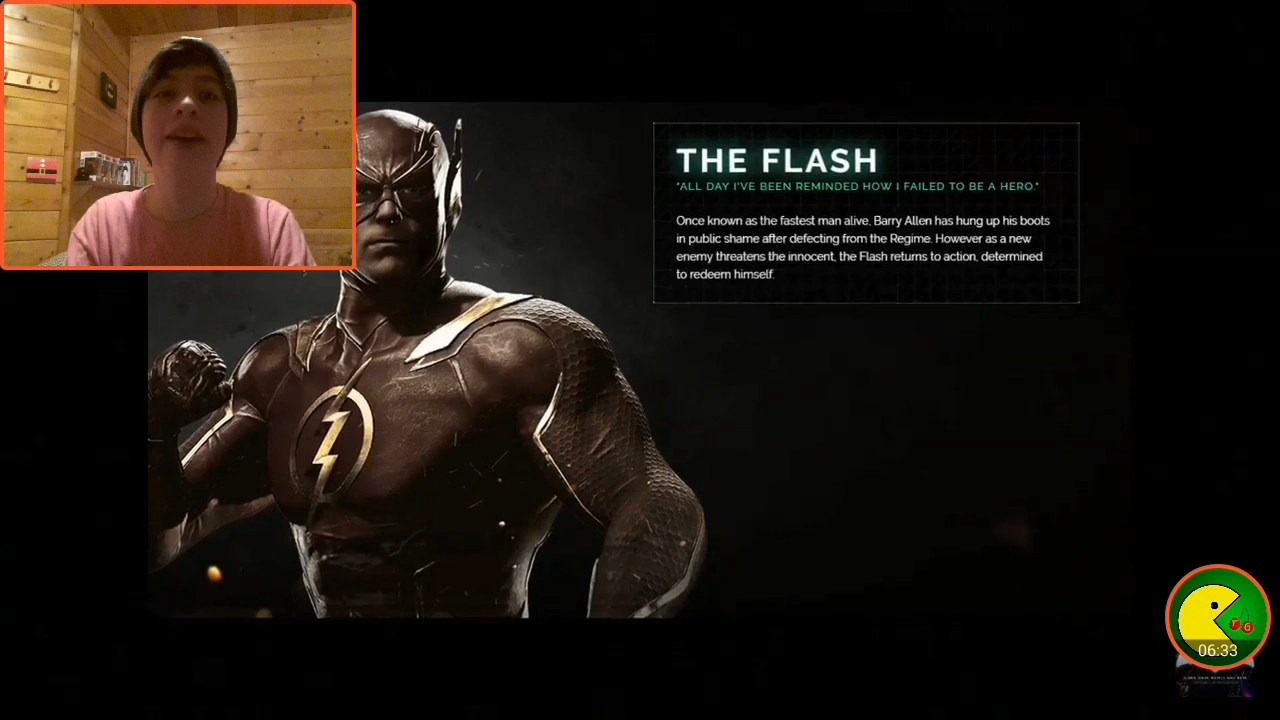 THE FLASH
"ALL DAY I'VE BEEN REMINDED HOW I FAILED TO BE A HERO."
Once known as the fastest man alive, Barry Allen has hung up his boots
in public shame after defecting from the Regime. However as a new
enemy threatens the innocent, the Flash returns to action, determined
to redeem himself.
06:33